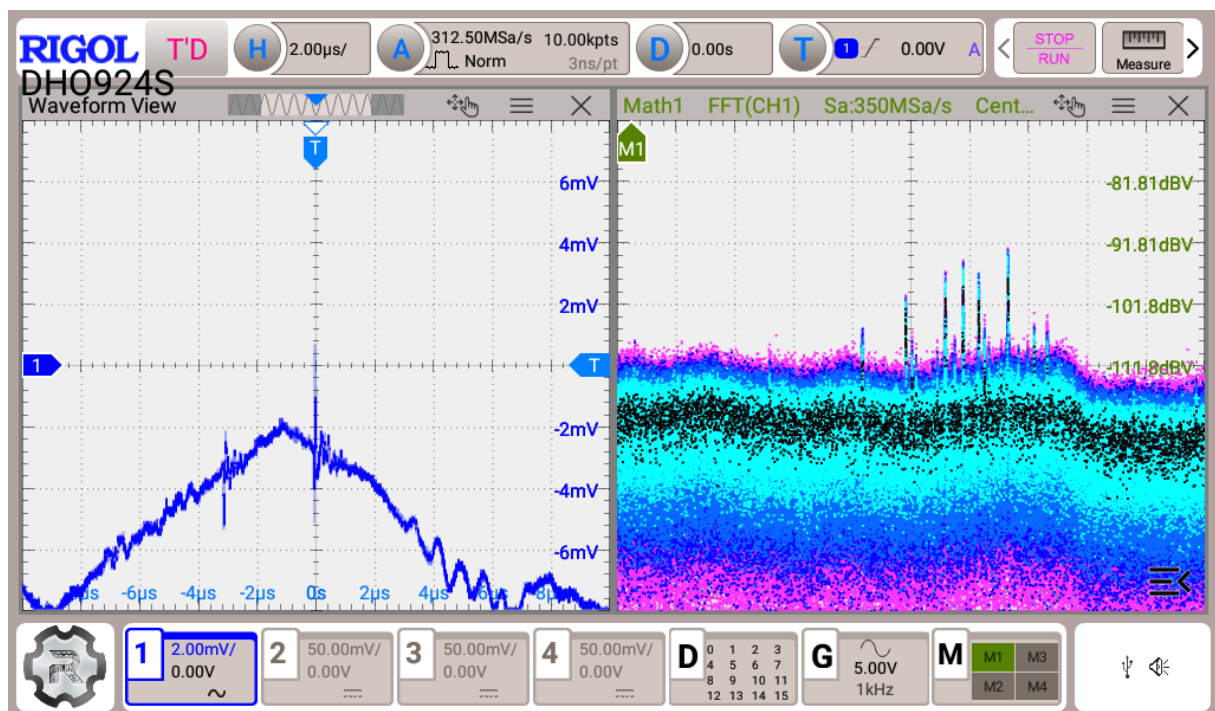 RIGOL T'D H 2.00µs/ A 312.50MSa/s 10.00kpts D 0.00s T 1 0.00V A STOP
Norm 3ns/pt RUN Measure
DHO924S
Waveform View Math1 FFT(CH1) Sa:350MSa/s Cent...
T
M1
6mV -81.81dBV
4mV -91.81dBV
2mV -101.8dBV
1 T -111.8dBV
-2mV
-4mV
-6mV
-6µs -4µs -2µs 0s 2µs 4µs
1 2.00mV/ 2 50.00mV/ 3 50.00mV/ 4 50.00mV/ D 0 1 2 3 G M M1 M3
0.00V 0.00V 0.00V 0.00V 4 5 6 7 5.00V
8 9 10 11 1kHz M2 M4
12 13 14 15
R